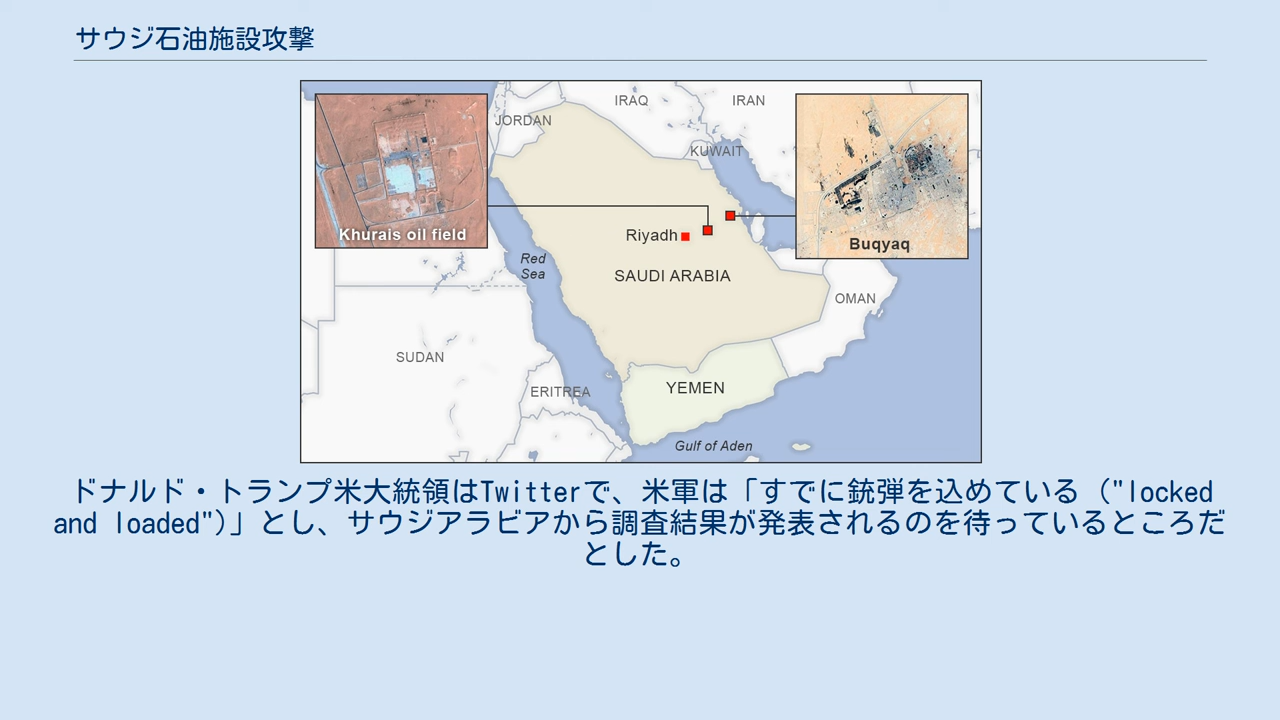 サウジ石油施設攻撃
IRAQ
IRAN
JORDAN
KUWAIT
Khurais oil field
Buqyaq
Riyadh
Red
Sea
SAUDI ARABIA
OMAN
SUDAN
ERITREA
YEMEN
Gulf of Aden
ドナルド・トランプ米大統領はTwitterで、米軍は「すでに銃弾を込めている（"locked
and loaded")」とし、サウジアラビアから調査結果が発表されるのを待っているところだ
とした。